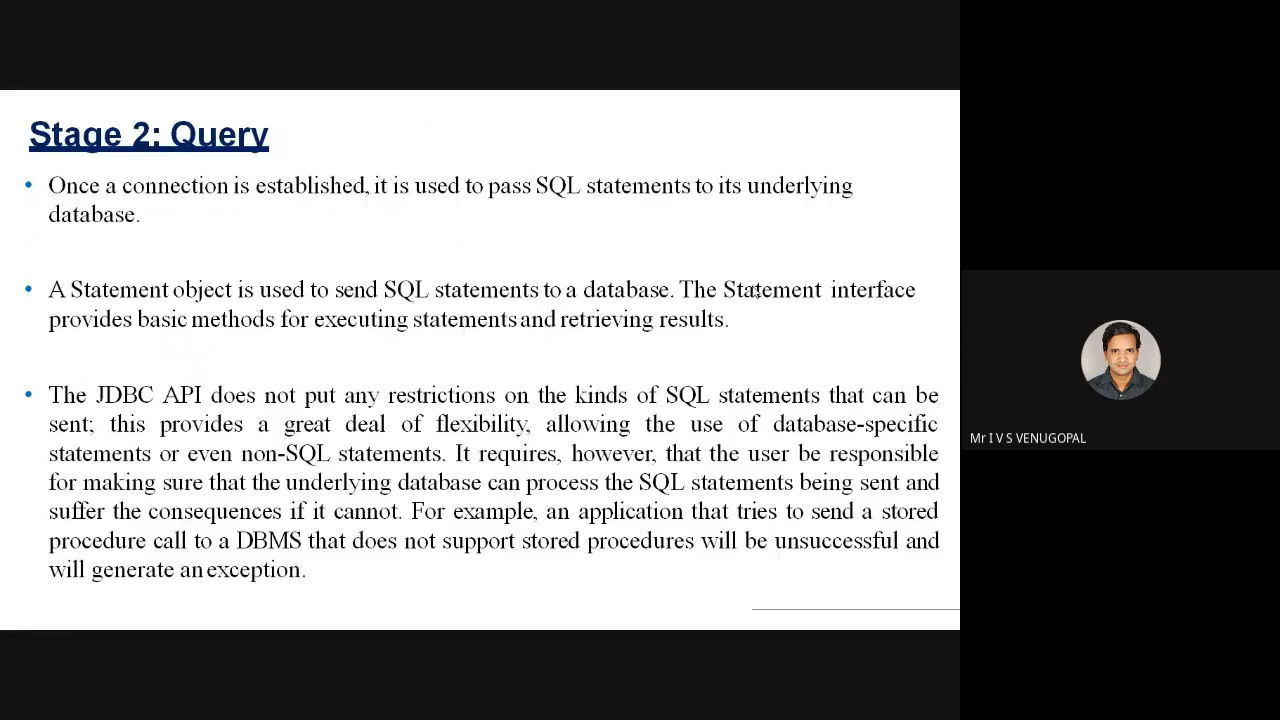 Stage 2: Query
• Once a connection is established, it is used to pass SQL statements to its underlying
database.
• A Statement object is used to send SQL statements to a database. The Statement interface
provides basic methods for executing statements and retrieving results.
• The JDBC API does not put any restrictions on the kinds of SQL statements that can be
sent; this provides a great deal of flexibility, allowing the use of database-specific
statements or even non-SQL statements. It requires, however, that the user be responsible
for making sure that the underlying database can process the SQL statements being sent and
suffer the consequences if it cannot. For example, an application that tries to send a stored
procedure call to a DBMS that does not support stored procedures will be unsuccessful and
will generate an exception.
Mr I V S VENUGOPAL